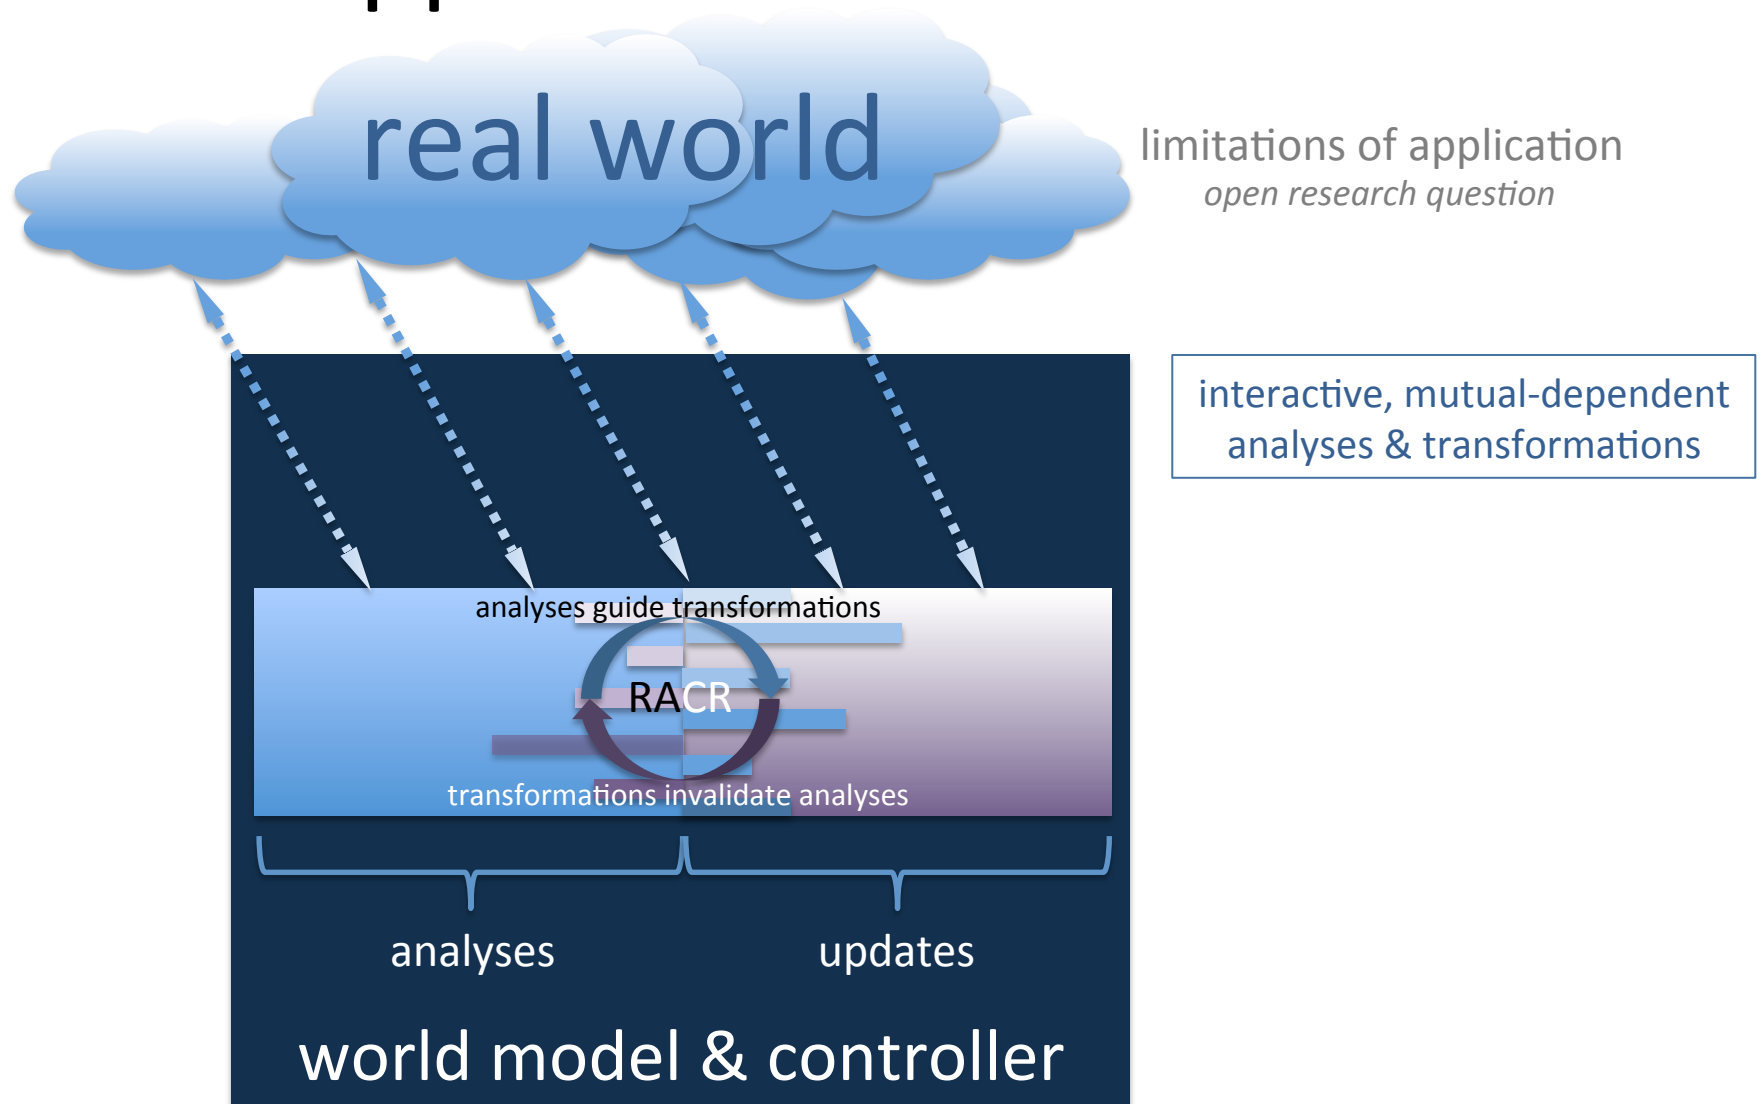 real world
limitations of application
open research question
interactive, mutual-dependent
analyses & transformations
analyses guide transformations
RACR
transformations invalidate analyses
analyses
updates
world model & controller